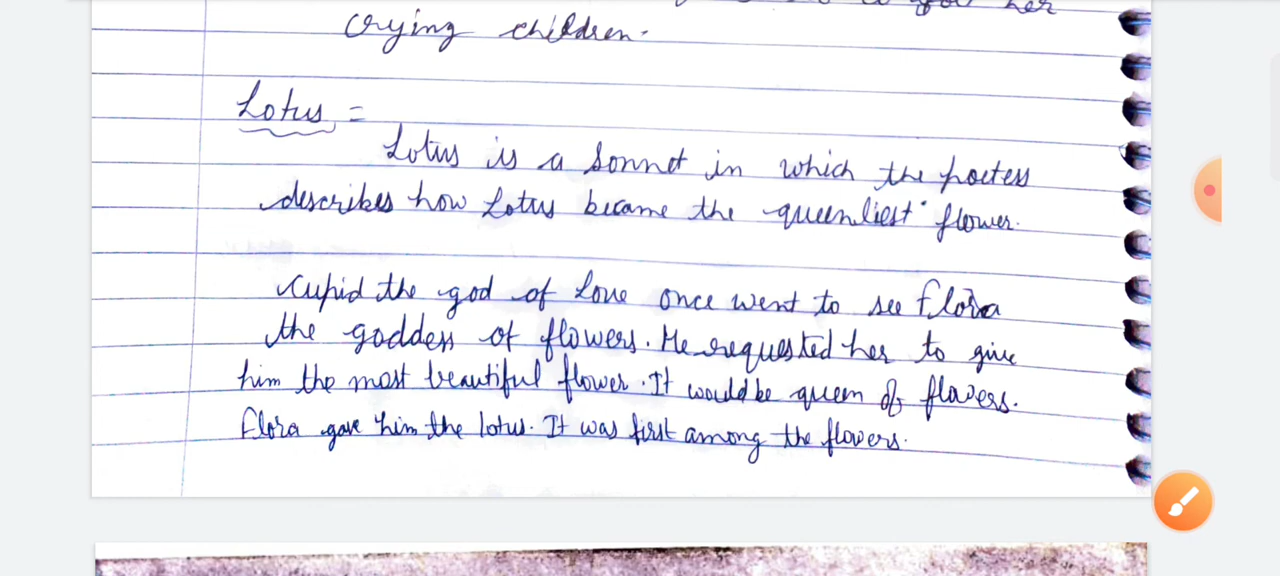 her
crying children.
Lotus =
Lotus is a sonnet in which the poetess
describes how Lotus became the queenliest flower.
Cupid the god of Love once went to see Flora
the goddess of flowers. He requested her to give
him the most beautiful flower. It would be queen of flowers.
Flora gave him the lotus. It was first among the flowers.